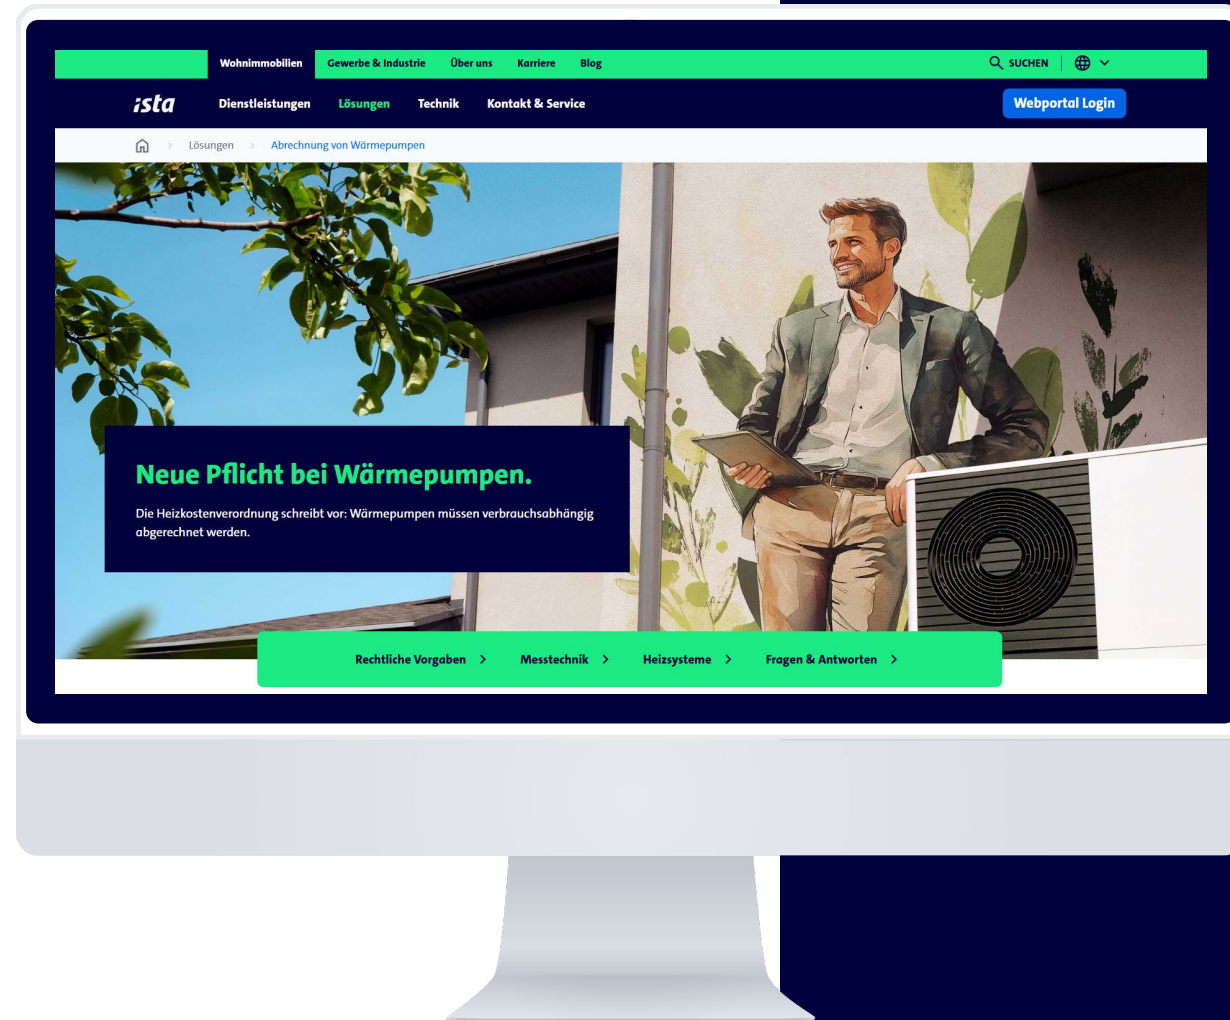 Wohnimmobilien Gewerbe & Industrie Über uns Karriere Blog SUCHEN
ista Dienstleistungen Lösungen Technik Kontakt & Service Webportal Login
Lösungen > Abrechnung von Wärmepumpen
Neue Pflicht bei Wärmepumpen.
Die Heizkostenverordnung schreibt vor: Wärmepumpen müssen verbrauchsabhängig
abgerechnet werden.
Rechtliche Vorgaben > Messtechnik > Heizsysteme > Fragen & Antworten >